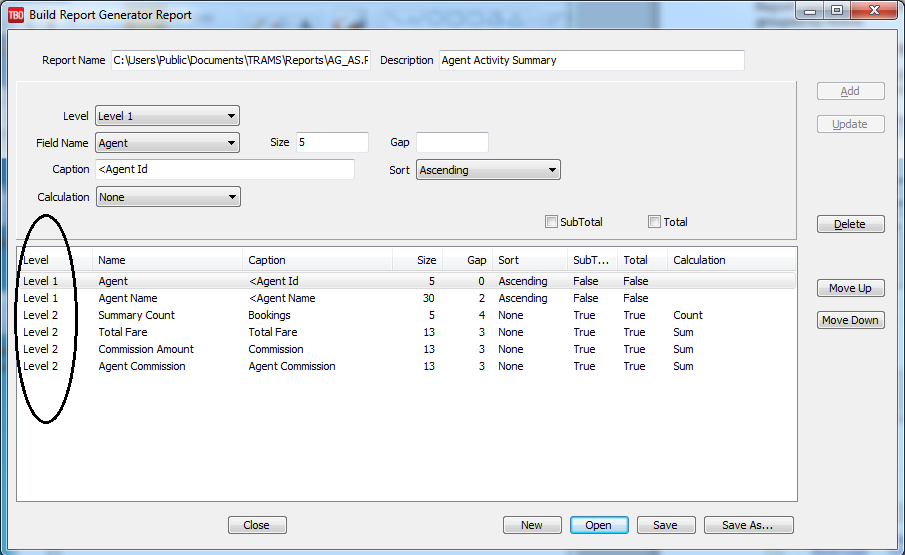 TBO Build Report Generator Report
Report Name C:\Users\Public\Documents\TRAMS\Reports\AG_AS.R Description Agent Activity Summary
Add
Level Level 1
Update
Field Name Agent Size 5 Gap
Caption <Agent Id Sort Ascending
Calculation None
SubTotal Total
Delete
Level Name Caption Size Gap Sort SubT... Total Calculation
Level 1 Agent <Agent Id 5 0 Ascending False False
Move Up
Level 1 Agent Name <Agent Name 30 2 Ascending False False
Level 2 Summary Count Bookings 5 4 None True True Count
Move Down
Level 2 Total Fare Total Fare 13 3 None True True Sum
Level 2 Commission Amount Commission 13 3 None True True Sum
Level 2 Agent Commission Agent Commission 13 3 None True True Sum
Close New Open Save Save As...